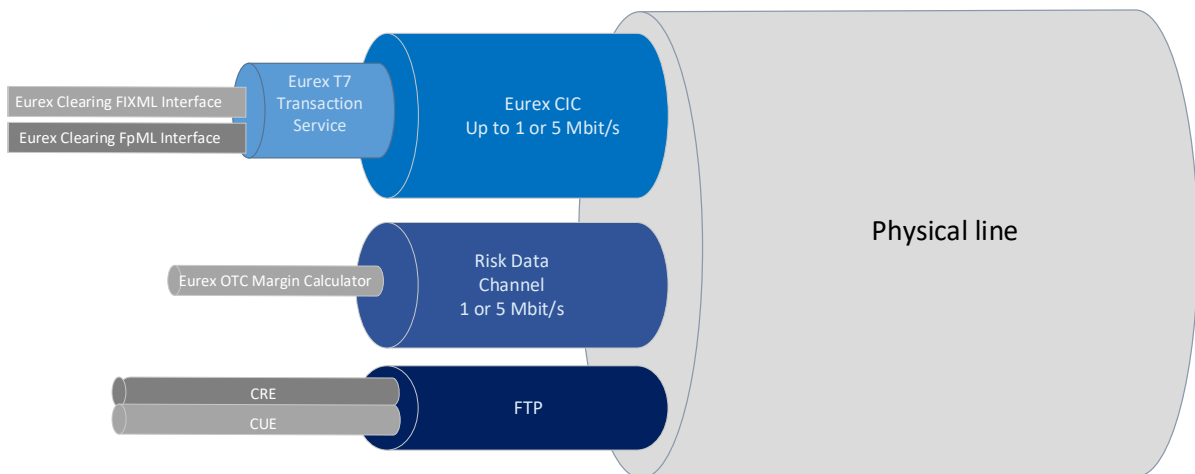 Eurex Clearing FIXML Interface
Eurex Clearing FpML Interface
Eurex T7
Transaction
Service
Eurex CIC
Up to 1 or 5 Mbit/s
Physical line
Eurex OTC Margin Calculator
Risk Data
Channel
1 or 5 Mbit/s
CRE
CUE
FTP